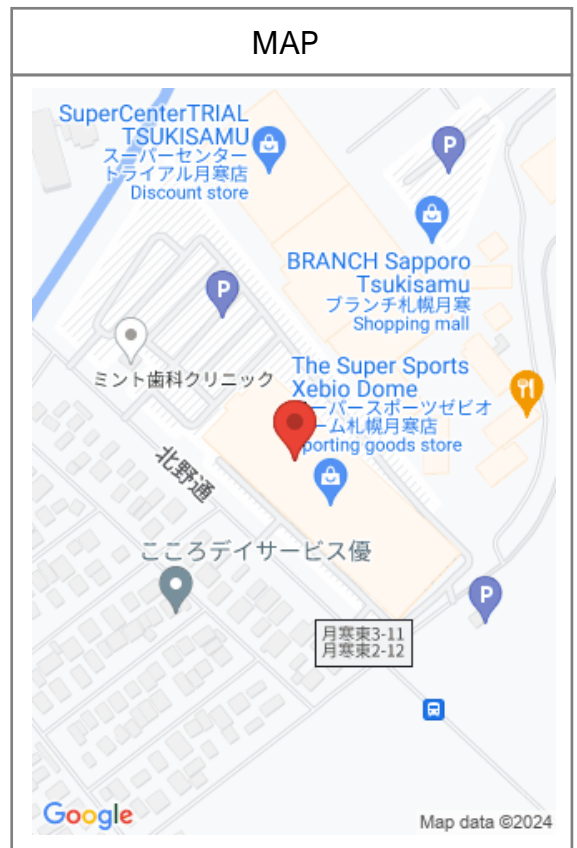 MAP
SuperCenterTRIAL
TSUKISAMU
スーパーセンター
トライアル月寒店
Discount store
P
BRANCH Sapporo
Tsukisamu
ブランチ札幌月寒
Shopping mall
P
ミント歯科クリニック
The Super Sports
Xebio Dome
ーパースポーツゼビオ
ーム札幌月寒店
porting goods store
北野通
こころデイサービス優
P
月寒東3-11
月寒東2-12
Google
Map data ©2024